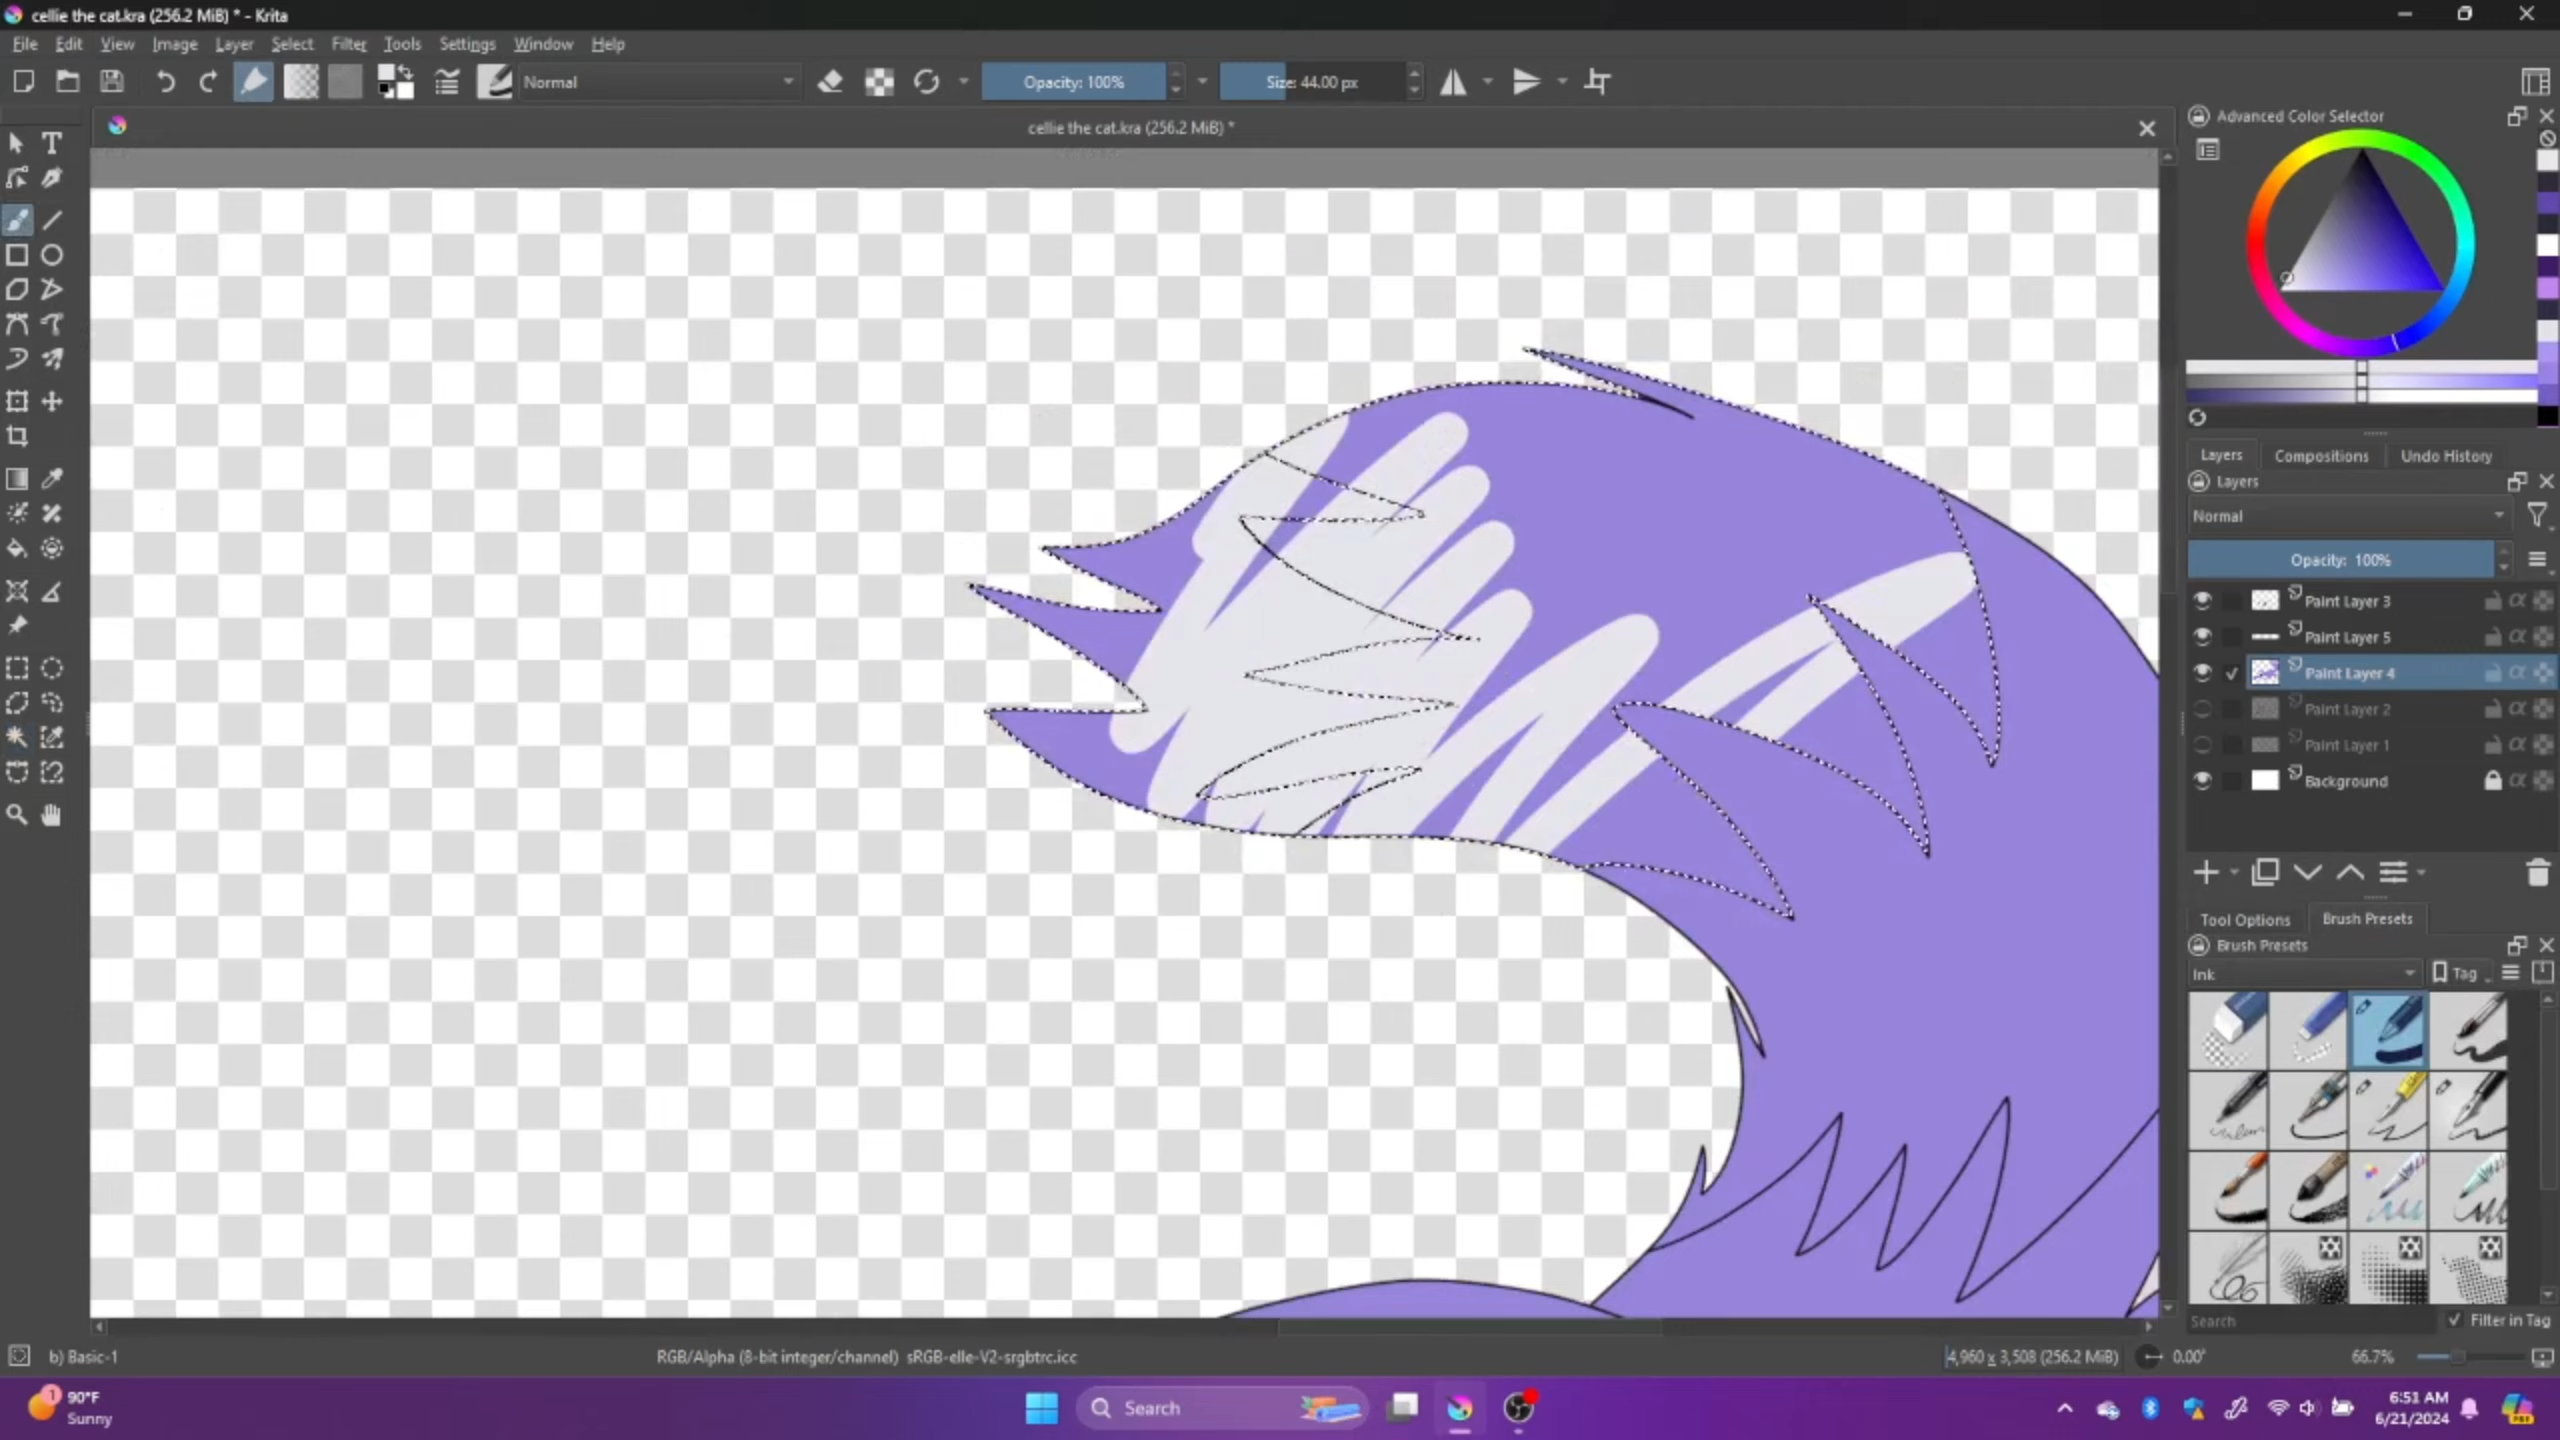 cellie the cat.kra (256.2 MiB) * - Krita
File Edit View Image Layer Select Filter Tools Settings Window Help
Normal Opacity: 100% Size: 44.00 px
cellie the cat.kra (256.2 MiB) *
Advanced Color Selector
Layers Compositions Undo History
Layers
Normal
Opacity: 100%
Paint Layer 3
Paint Layer 5
Paint Layer 4
Paint Layer 2
Paint Layer 1
Background
Tool Options Brush Presets
Brush Presets
Ink Tag
Search Filter in Tag
b) Basic-1 RGB/Alpha (8-bit integer/channel) sRGB-elle-V2-srgbtrc.icc 4,960 x 3,508 (256.2 MiB) 0.00° 66.7%
1 90°F
Sunny
Search
6:51 AM
6/21/2024